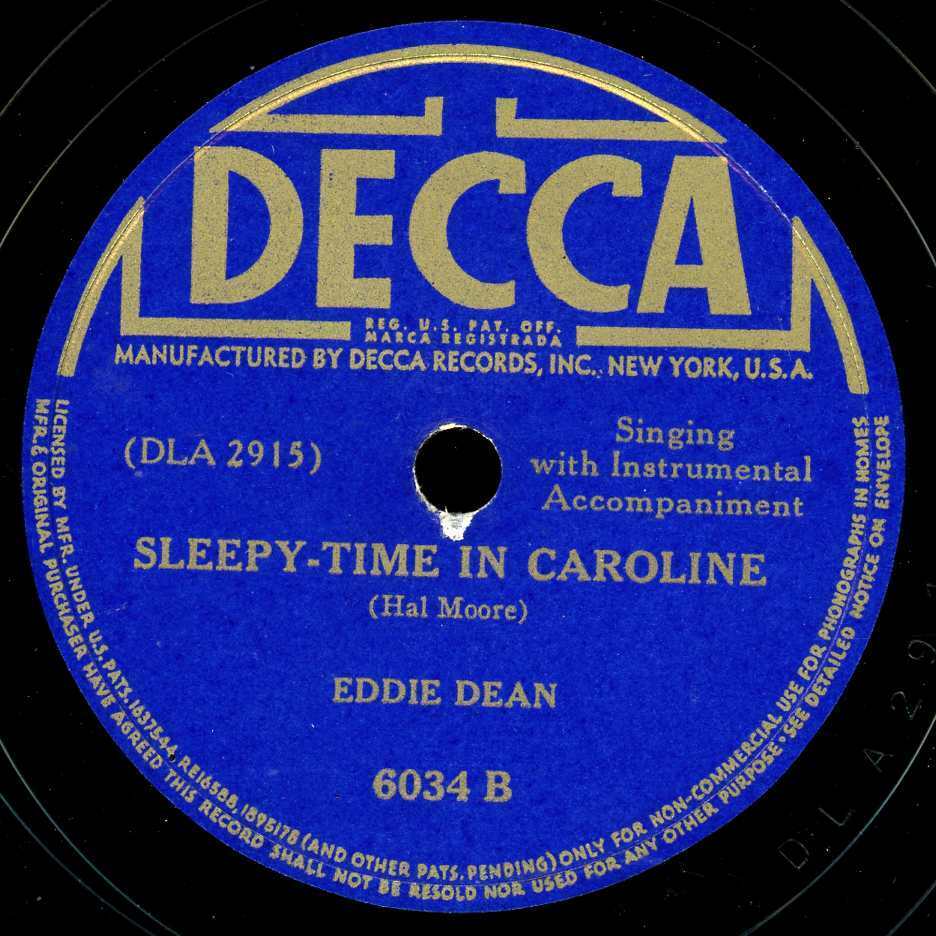 DECCA
REG. U.S. PAT. OFF.
MARCA REGISTRADA
MANUFACTURED BY DECCA RECORDS, INC., NEW YORK, U.S.A.
(DLA 2915)
Singing
with Instrumental
Accompaniment
SLEEPY-TIME IN CAROLINE
(Hal Moore)
EDDIE DEAN
6034 B
LICENSED BY MFR. UNDER U.S. PATS. 1637544, RE16588, 1895178 (AND OTHER PATS. PENDING) ONLY FOR NON-COMMERCIAL USE FOR PHONOGRAPHS IN HOMES
MFR. & ORIGINAL PURCHASER HAVE AGREED THIS RECORD SHALL NOT BE RESOLD NOR USED FOR ANY OTHER PURPOSE • SEE DETAILED NOTICE ON ENVELOPE
DLA 29